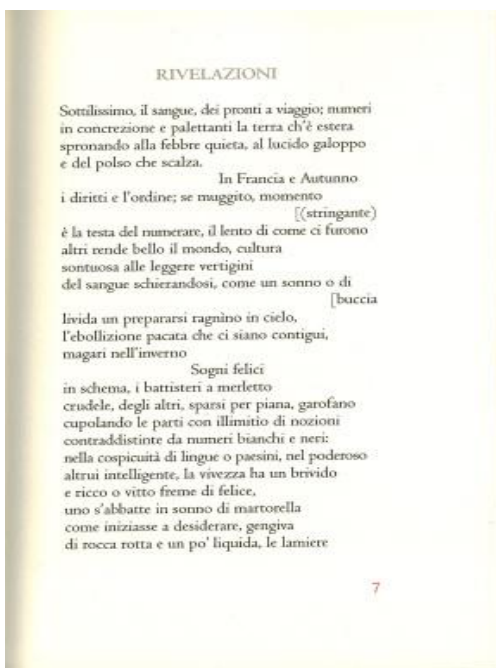 RIVELAZIONI
Sottilissimo, il sangue, dei pronti a viaggio; numeri
in concrezione e palettanti la terra ch'è estera
spronando alla febbre quieta, al lucido galoppo
e del polso che scalza.
In Francia e Autunno
i diritti e l'ordine; se muggito, momento
[(stringante)
è la testa del numerare, il lento di come ci furono
altri rende bello il mondo, cultura
sontuosa alle leggere vertigini
del sangue schierandosi, come un sonno o di
[buccia
livida un prepararsi ragnino in cielo,
l'ebollizione pacata che ci siano contigui,
magari nell'inverno
Sogni felici
in schema, i battisteri a merletto
crudele, degli altri, sparsi per piana, garofano
cupolando le parti con illimitio di nozioni
contraddistinte da numeri bianchi e neri:
nella cospicuità di lingue o paesini, nel poderoso
altrui intelligente, la vivezza ha un brivido
e ricco o vitto freme di felice,
uno s'abbatte in sonno di martorella
come iniziasse a desiderare, gengiva
di rocca rotta e un po' liquida, le lamiere
7